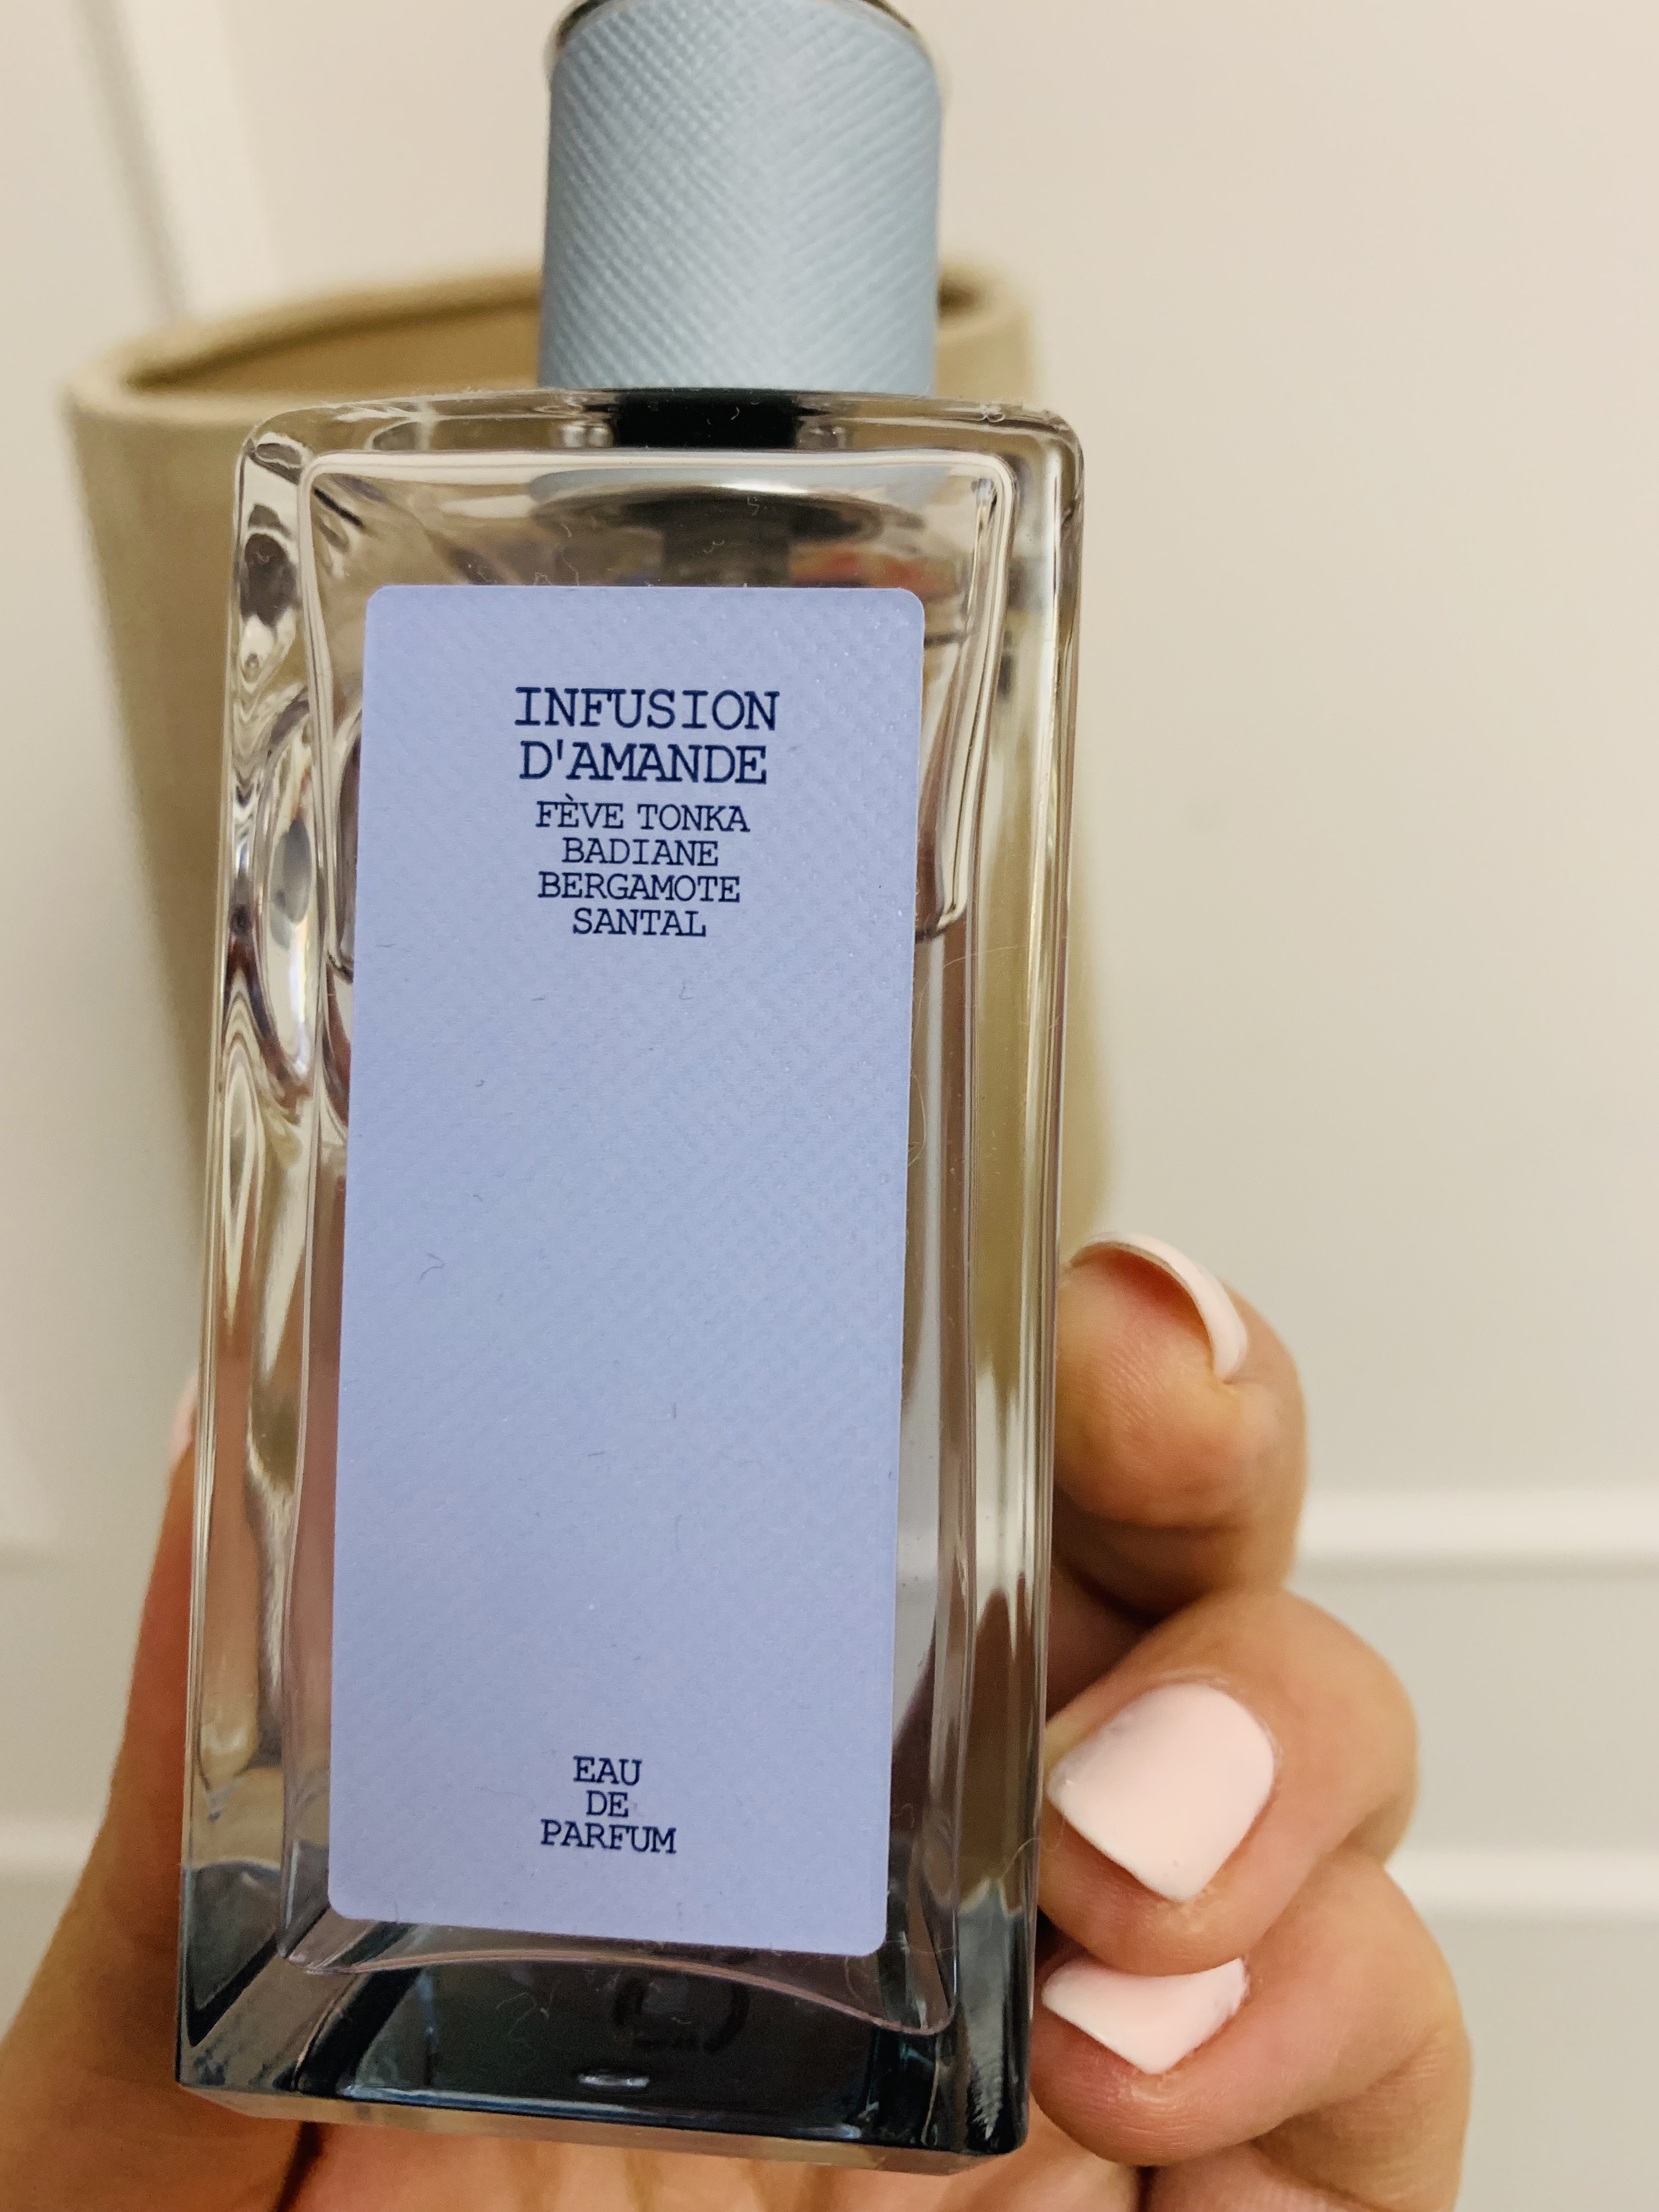 INFUSION
D'AMANDE
FÈVE TONKA
BADIANE
BERGAMOTE
SANTAL
EAU
DE
PARFUM